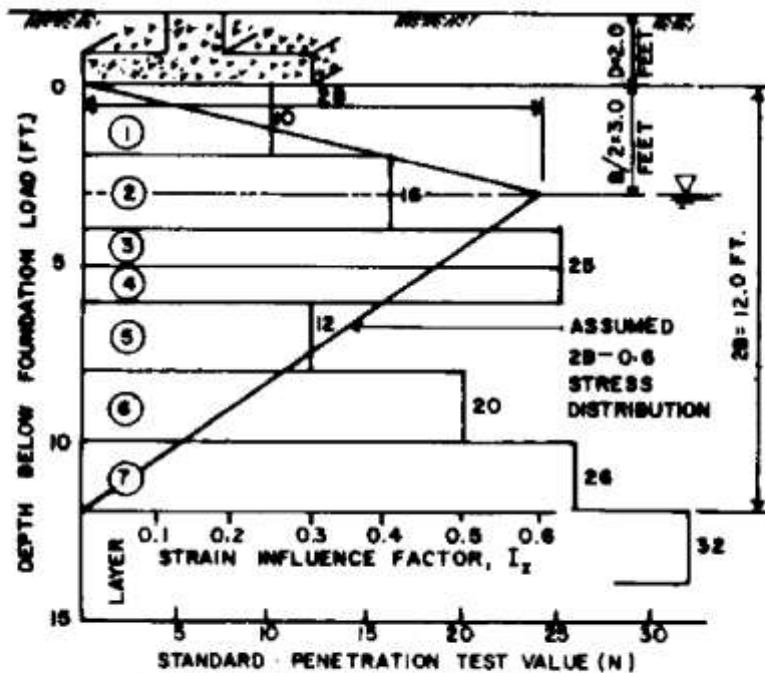 D=2.0
FEET
0
2B
10
1
B/2=3.0
FEET
2
16
3
5
25
4
12
5
ASSUMED
2B-0.6
STRESS
DISTRIBUTION
2B= 12.0 FT.
6
20
10
7
26
0.1 0.2 0.3 0.4 0.5 0.6
LAYER
STRAIN INFLUENCE FACTOR, Iz
32
15
5 10 15 20 25 30
STANDARD PENETRATION TEST VALUE (N)
DEPTH BELOW FOUNDATION LOAD (FT.)